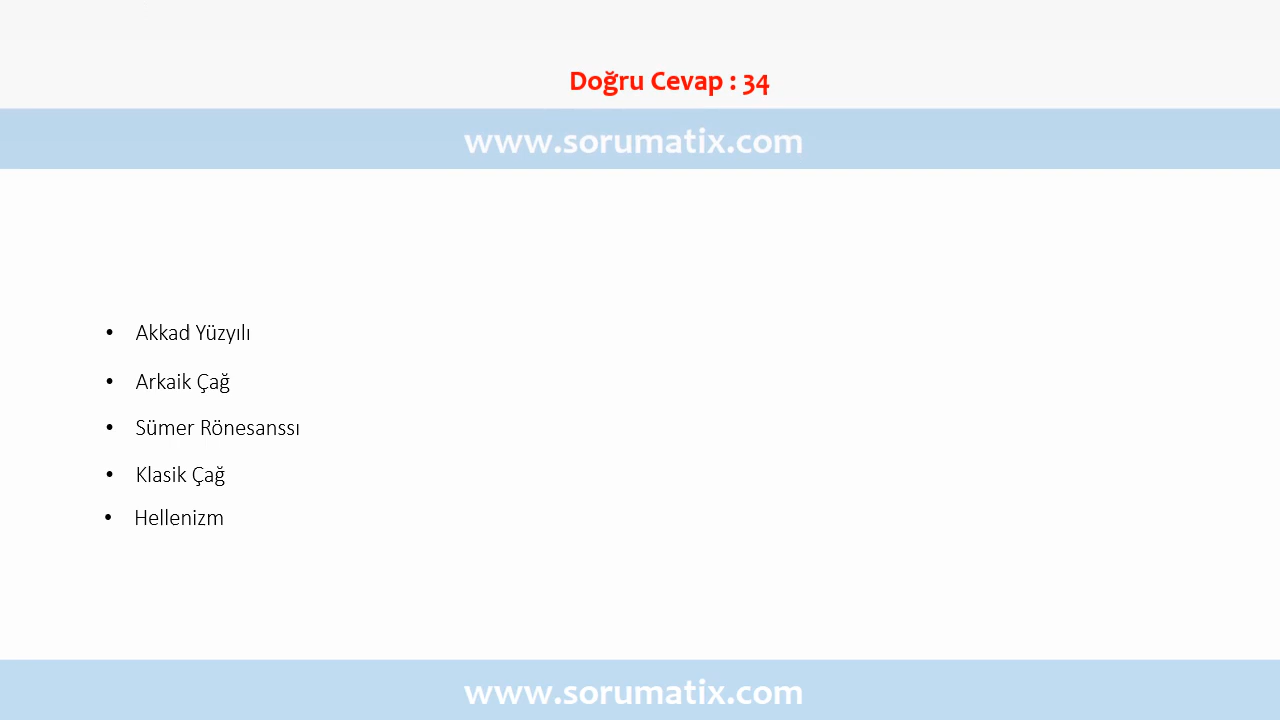 Doğru Cevap : 34
www.sorumatix.com
• Akkad Yüzyılı
• Arkaik Çağ
• Sümer Rönesanssı
• Klasik Çağ
• Hellenizm
www.sorumatix.com